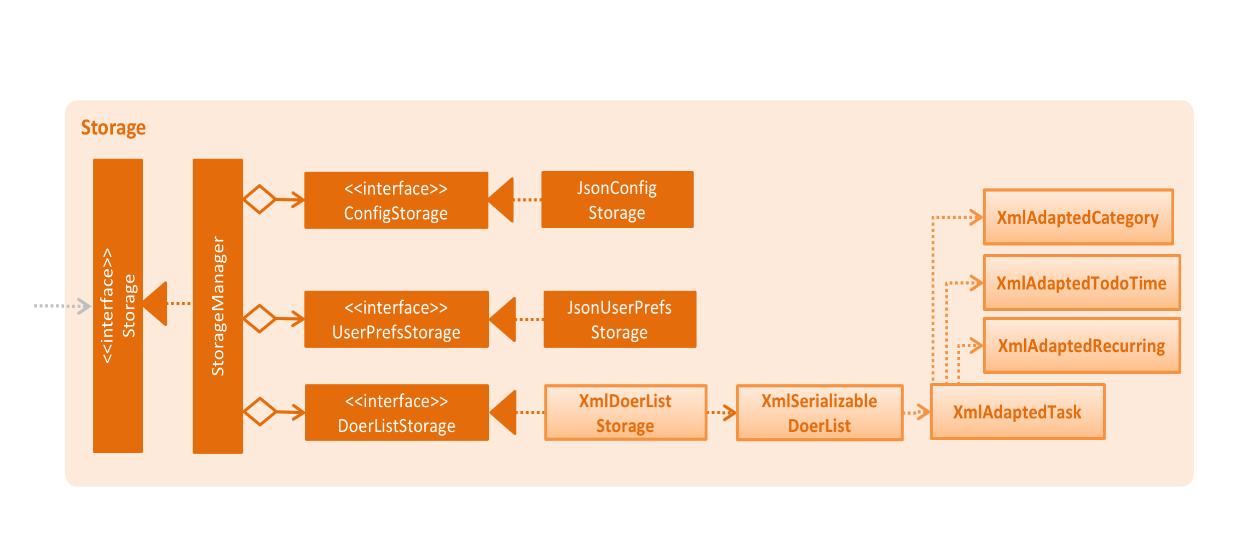 Storage
<<interface>>
Storage
StorageManager
<<interface>>
ConfigStorage
JsonConfig
Storage
<<interface>>
UserPrefsStorage
JsonUserPrefs
Storage
<<interface>>
DoerListStorage
XmlDoerList
Storage
XmlSerializable
DoerList
XmlAdaptedTask
XmlAdaptedCategory
XmlAdaptedTodoTime
XmlAdaptedRecurring